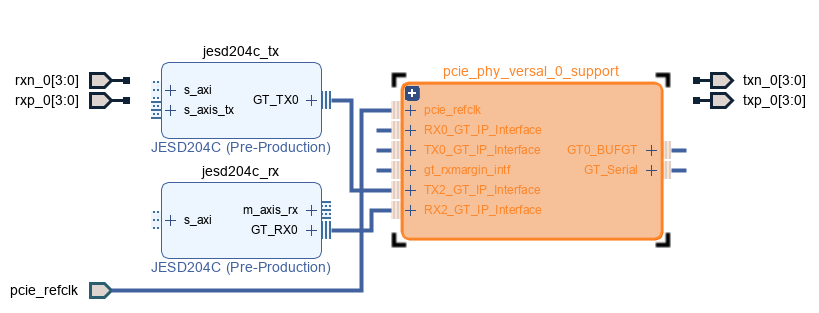 jesd204c_tx
rxn_0[3:0]
rxp_0[3:0]
s_axi
s_axis_tx
GT_TX0
JESD204C (Pre-Production)
jesd204c_rx
s_axi
m_axis_rx
GT_RX0
JESD204C (Pre-Production)
pcie_refclk
pcie_phy_versal_0_support
pcie_refclk
RX0_GT_IP_Interface
TX0_GT_IP_Interface
gt_rxmargin_intf
TX2_GT_IP_Interface
RX2_GT_IP_Interface
GT0_BUFGT
GT_Serial
txn_0[3:0]
txp_0[3:0]